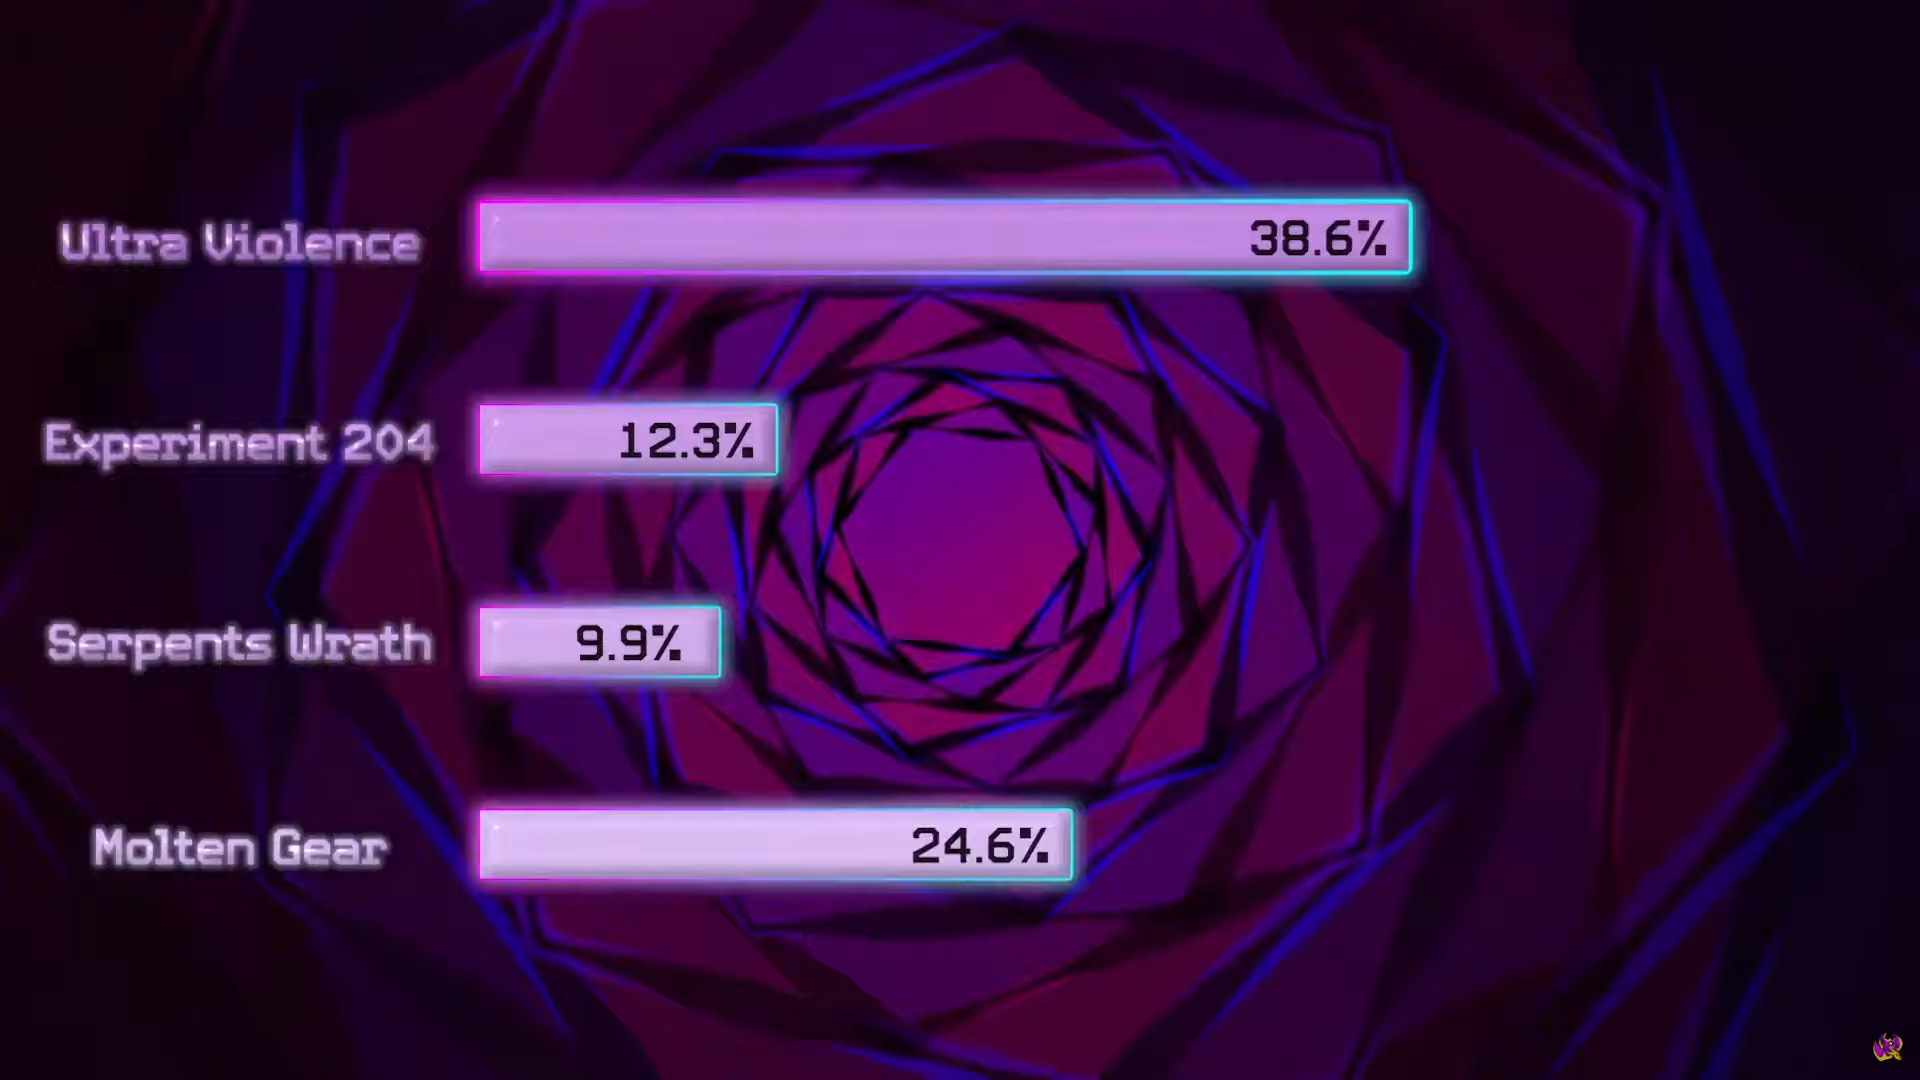 Ultra Violence 38.6%
Experiment 204 12.3%
Serpents Wrath 9.9%
Molten Gear 24.6%